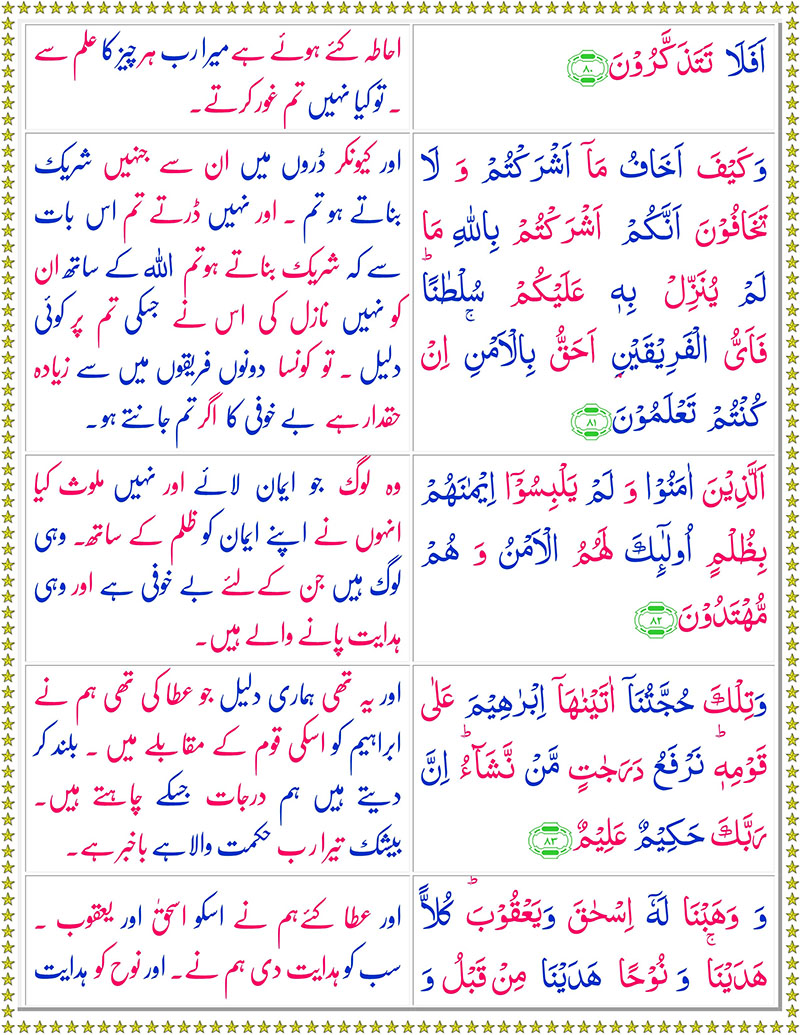 اَفَلَا تَتَذَكَّرُوْنَ ﴿۸۰﴾
احاطہ کئے ہوئے ہے میرا رب ہر چیز کا علم سے
۔ تو کیا نہیں تم غور کرتے۔
وَكَيْفَ اَخَافُ مَاۤ اَشْرَكْتُمْ وَ لَا
تَخَافُوْنَ اَنَّكُمْ اَشْرَكْتُمْ بِاللّٰهِ مَا
لَمْ يُنَزِّلْ بِهٖ عَلَيْكُمْ سُلْطٰنًا ؕ
فَاَىُّ الْفَرِيْقَيْنِ اَحَقُّ بِالْاَمْنِ ۚ اِنْ
كُنْتُمْ تَعْلَمُوْنَ ﴿۸۱﴾
اور کیونکر ڈروں میں ان سے جنہیں شریک
بناتے ہو تم ۔ اور نہیں ڈرتے تم اس بات
سے کہ شریک بناتے ہوتم اللہ کے ساتھ ان
کو نہیں نازل کی اس نے جسکی تم پر کوئی
دلیل ۔ تو کونسا دونوں فریقوں میں سے زیادہ
حقدار ہے بے خوفی کا اگر تم جانتے ہو۔
اَلَّذِيْنَ اٰمَنُوْا وَ لَمْ يَلْبِسُوْۤا اِيْمٰنَهُمْ
بِظُلْمٍ اُولٰٓئِكَ لَهُمُ الْاَمْنُ وَ هُمْ
مُّهْتَدُوْنَ ﴿۸۲﴾
وہ لوگ جو ایمان لائے اور نہیں ملوث کیا
انہوں نے اپنے ایمان کو ظلم کے ساتھ۔ وہی
لوگ ہیں جن کے لئے بے خوفی ہے اور وہی
ہدایت پانے والے ہیں۔
وَتِلْكَ حُجَّتُنَاۤ اٰتَيْنٰهَاۤ اِبْرٰهِيْمَ عَلٰى
قَوْمِهٖ ؕ نَرْفَعُ دَرَجٰتٍ مَّنْ نَّشَآءُ ؕ اِنَّ
رَبَّكَ حَكِيْمٌ عَلِيْمٌ ﴿۸۳﴾
اور یہ تھی ہماری دلیل جو عطا کی تھی ہم نے
ابراہیم کو اسکی قوم کے مقابلے میں ۔ بلند کر
دیتے ہیں ہم درجات جسکے چاہتے ہیں۔
بیشک تیرا رب حکمت والا ہے باخبر ہے۔
وَ وَهَبْنَا لَهٗۤ اِسْحٰقَ وَيَعْقُوْبَ ؕ كُلاًّ
هَدَيْنَا ۚ وَ نُوْحًا هَدَيْنَا مِنْ قَبْلُ وَ
اور عطا کئے ہم نے اسکو اسحٰق اور یعقوب ۔
سب کو ہدایت دی ہم نے۔ اور نوح کو ہدایت